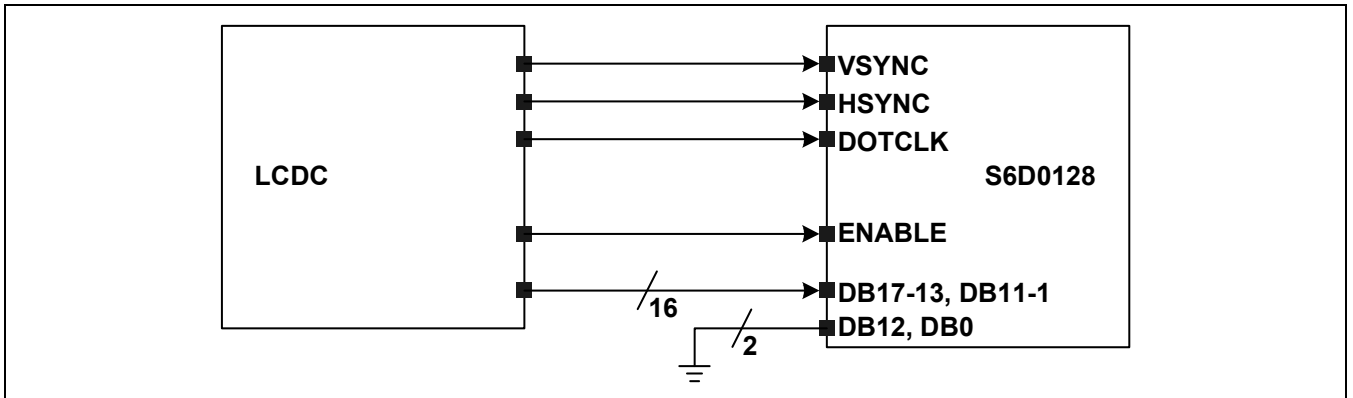 VSYNC
HSYNC
DOTCLK
LCDC
S6D0128
ENABLE
DB17-13, DB11-1
16
DB12, DB0
2